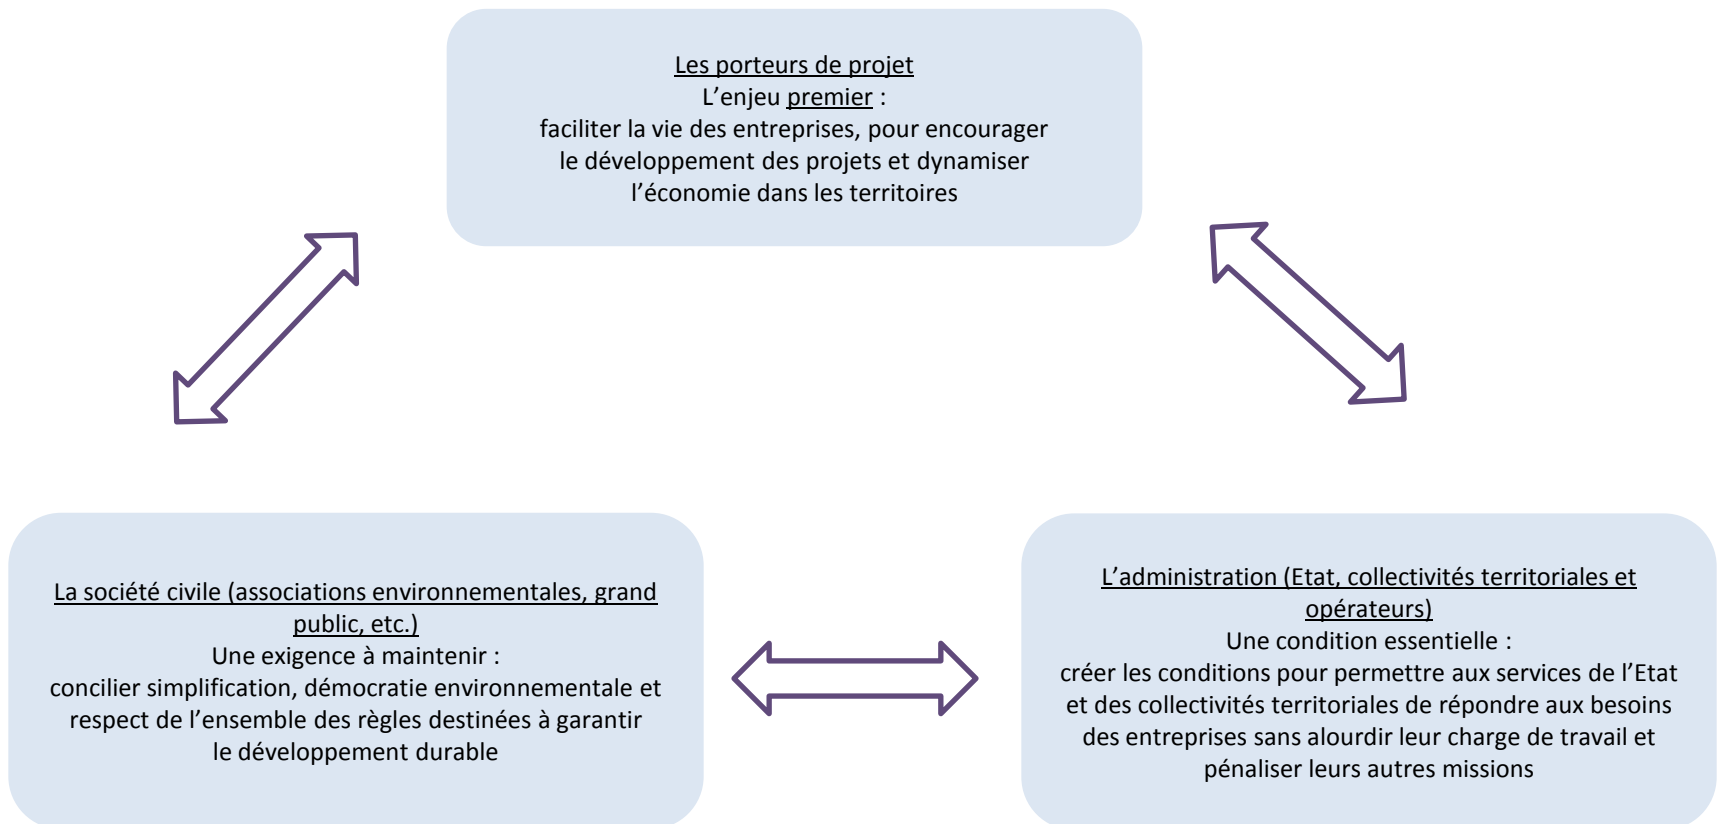 Les porteurs de projet
L’enjeu premier :
faciliter la vie des entreprises, pour encourager
le développement des projets et dynamiser
l’économie dans les territoires
La société civile (associations environnementales, grand
public, etc.)
Une exigence à maintenir :
concilier simplification, démocratie environnementale et
respect de l’ensemble des règles destinées à garantir
le développement durable
L’administration (Etat, collectivités territoriales et
opérateurs)
Une condition essentielle :
créer les conditions pour permettre aux services de l’Etat
et des collectivités territoriales de répondre aux besoins
des entreprises sans alourdir leur charge de travail et
pénaliser leurs autres missions